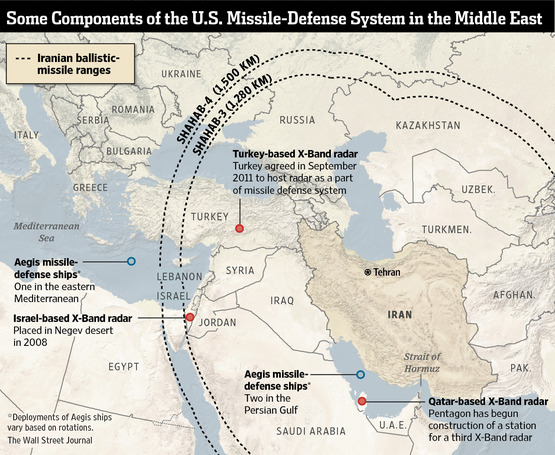 Some Components of the U.S. Missile-Defense System in the Middle East
Iranian ballistic-
missile ranges
SHAHAB-4 (1,500 KM)
SHAHAB-3 (1,280 KM)
UKRAINE
ROMANIA
SERBIA
ITALY
BULGARIA
GREECE
RUSSIA
KAZAKHSTAN
Turkey-based X-Band radar
Turkey agreed in September
2011 to host radar as a part
of missile defense system
UZBEK.
TURKEY
TURKMEN.
Mediterranean
Sea
Aegis missile-
defense ships*
One in the eastern
Mediterranean
LEBANON
SYRIA
Tehran
ISRAEL
IRAQ
IRAN
AFGHAN.
Israel-based X-Band radar
Placed in Negev desert
in 2008
JORDAN
EGYPT
Strait of
Hormuz
PAK.
Aegis missile-
defense ships*
Two in the
Persian Gulf
Qatar-based X-Band radar
Pentagon has begun
construction of a station
for a third X-Band radar
SAUDI ARABIA
U.A.E.
*Deployments of Aegis ships
vary based on rotations.
The Wall Street Journal